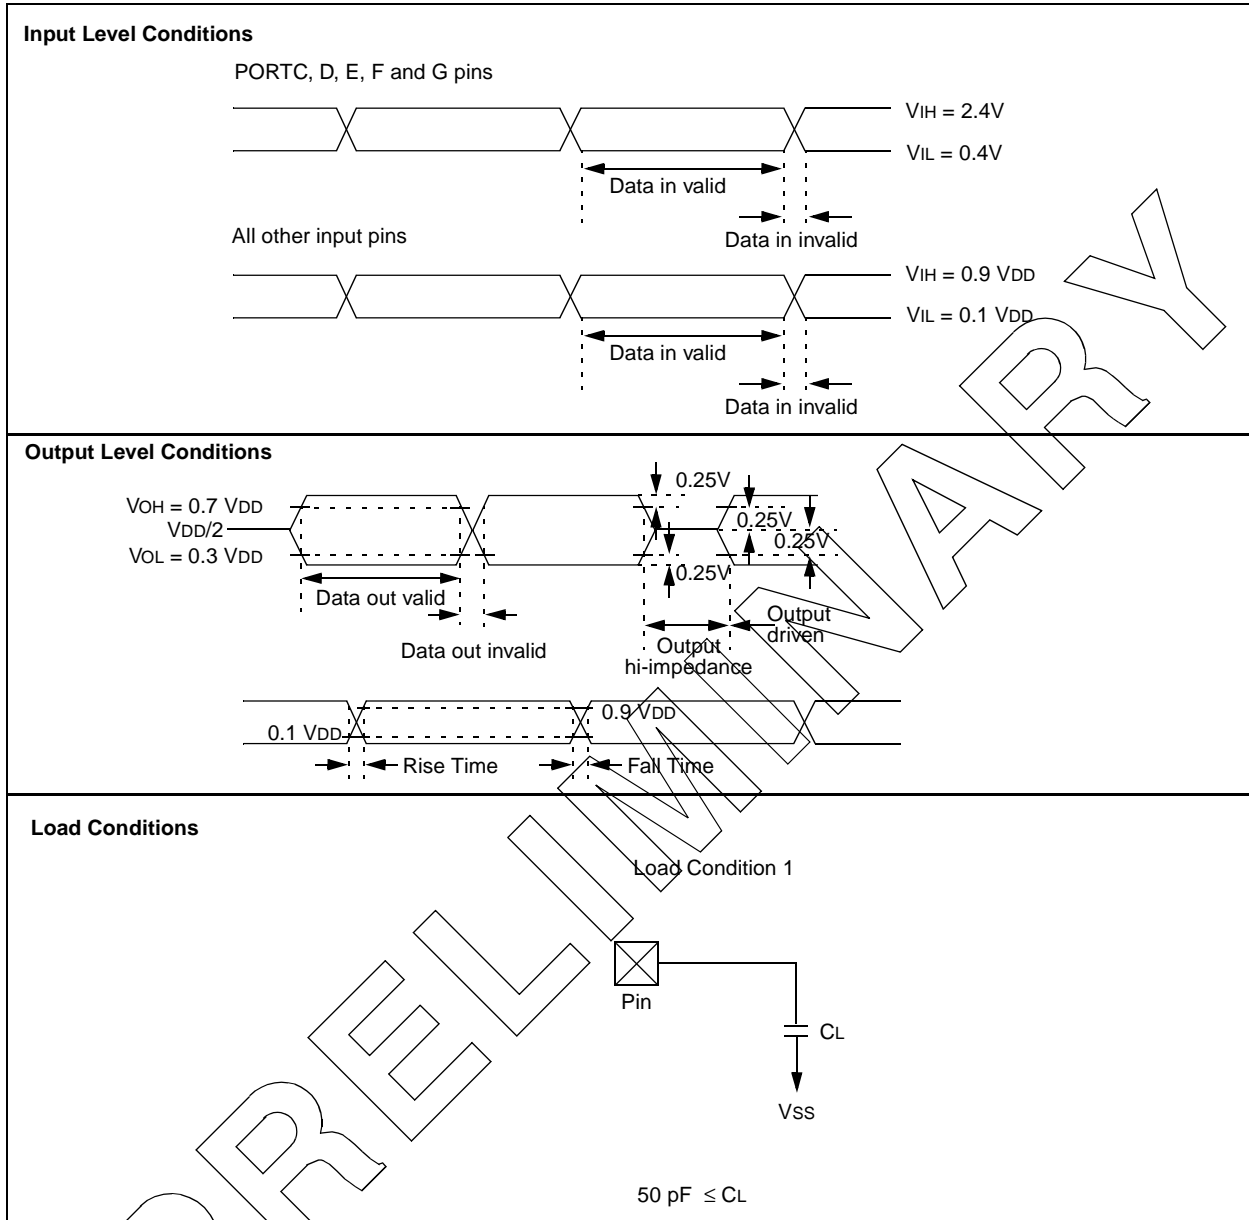 Input Level Conditions
PORTC, D, E, F and G pins
VIH = 2.4V
VIL = 0.4V
Data in valid
Data in invalid
All other input pins
VIH = 0.9 VDD
VIL = 0.1 VDD
Data in valid
Data in invalid
Output Level Conditions
0.25V
VOH = 0.7 VDD
VDD/2
VOL = 0.3 VDD
0.25V
0.25V
0.25V
Data out valid
Data out invalid
Output
hi-impedance
Output
driven
0.9 VDD
0.1 VDD
Rise Time
Fall Time
Load Conditions
Load Condition 1
Pin
CL
VSS
50 pF ≤ CL
PRELIMINARY